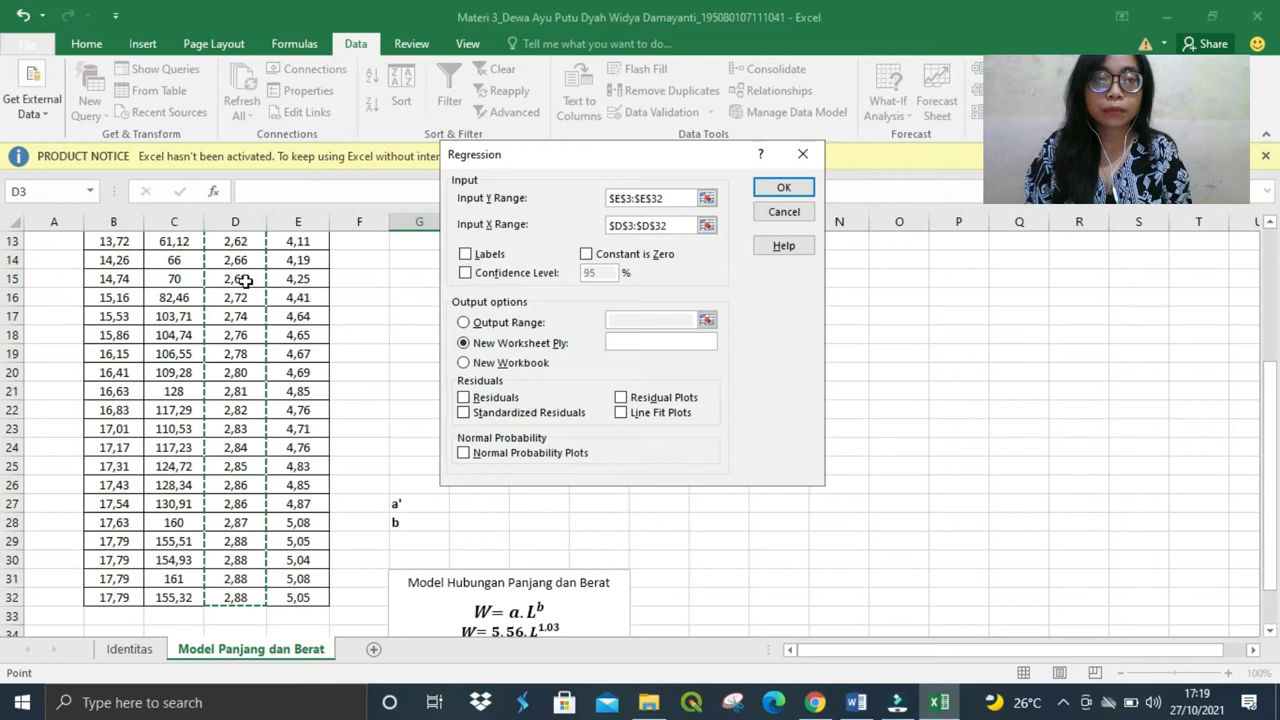 Materi 3_Dewa Ayu Putu Dyah Widya Damayanti_195080107111041 - Excel
File Home Insert Page Layout Formulas Data Review View Tell me what you want to do... Share
Get External Data
New Query
Show Queries
From Table
Recent Sources
Get & Transform
Refresh All
Connections
Properties
Edit Links
Connections
Sort
Filter
Clear
Reapply
Advanced
Sort & Filter
Text to Columns
Flash Fill
Remove Duplicates
Data Validation
Consolidate
Relationships
Manage Data Model
Data Tools
What-If Analysis
Forecast Sheet
Forecast
PRODUCT NOTICE Excel hasn't been activated. To keep using Excel without
D3 fx
A B C D E F G N O P Q R S T
13 13,72 61,12 2,62 4,11
14 14,26 66 2,66 4,19
15 14,74 70 4,25
16 15,16 82,46 2,72 4,41
17 15,53 103,71 2,74 4,64
18 15,86 104,74 2,76 4,65
19 16,15 106,55 2,78 4,67
20 16,41 109,28 2,80 4,69
21 16,63 128 2,81 4,85
22 16,83 117,29 2,82 4,76
23 17,01 110,53 2,83 4,71
24 17,17 117,23 2,84 4,76
25 17,31 124,72 2,85 4,83
26 17,43 128,34 2,86 4,85
27 17,54 130,91 2,86 4,87 a'
28 17,63 160 2,87 5,08 b
29 17,79 155,51 2,88 5,05
30 17,79 154,93 2,88 5,04
31 17,79 161 2,88 5,08
32 17,79 155,32 2,88 5,05
33
34
Model Hubungan Panjang dan Berat
W= a.L^b
W= 5,56.L^1.03
Regression ?
Input
Input Y Range: $E$3:$E$32
Input X Range: $D$3:$D$32
Labels Constant is Zero
Confidence Level: 95 %
Output options
Output Range:
New Worksheet Ply:
New Workbook
Residuals
Residuals Residual Plots
Standardized Residuals Line Fit Plots
Normal Probability
Normal Probability Plots
OK
Cancel
Help
Identitas Model Panjang dan Berat
Point 100%
Type here to search
26°C
17:19
27/10/2021